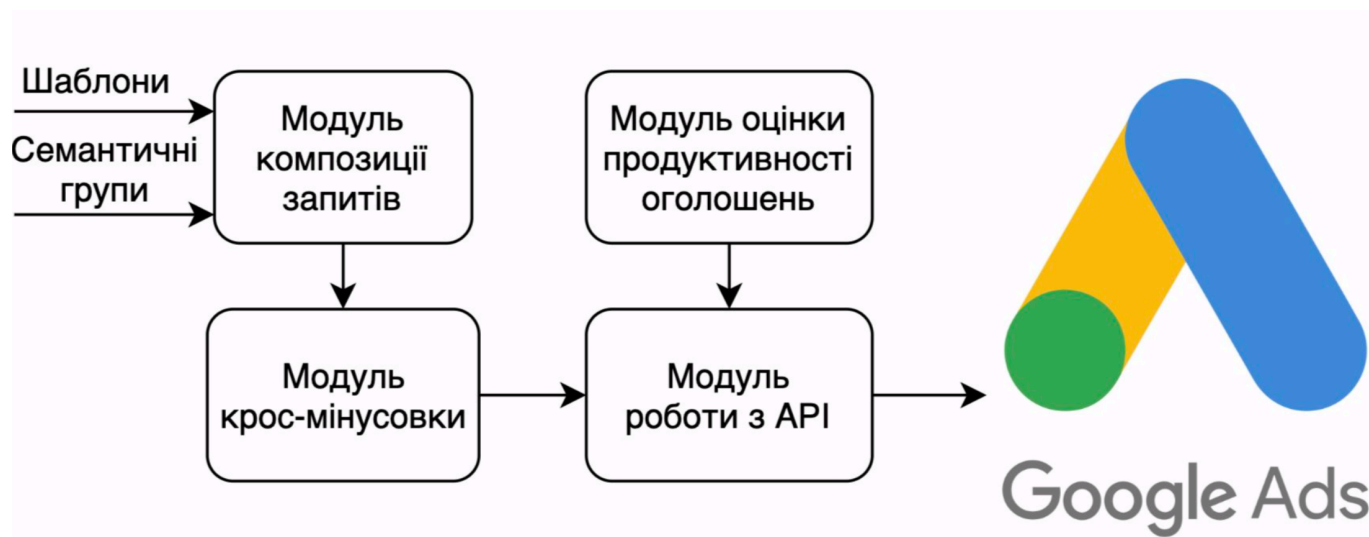 Шаблони
Семантичні
групи
Модуль
композиції
запитів
Модуль оцінки
продуктивності
оголошень
Модуль
крос-мінусовки
Модуль
роботи з API
Google Ads